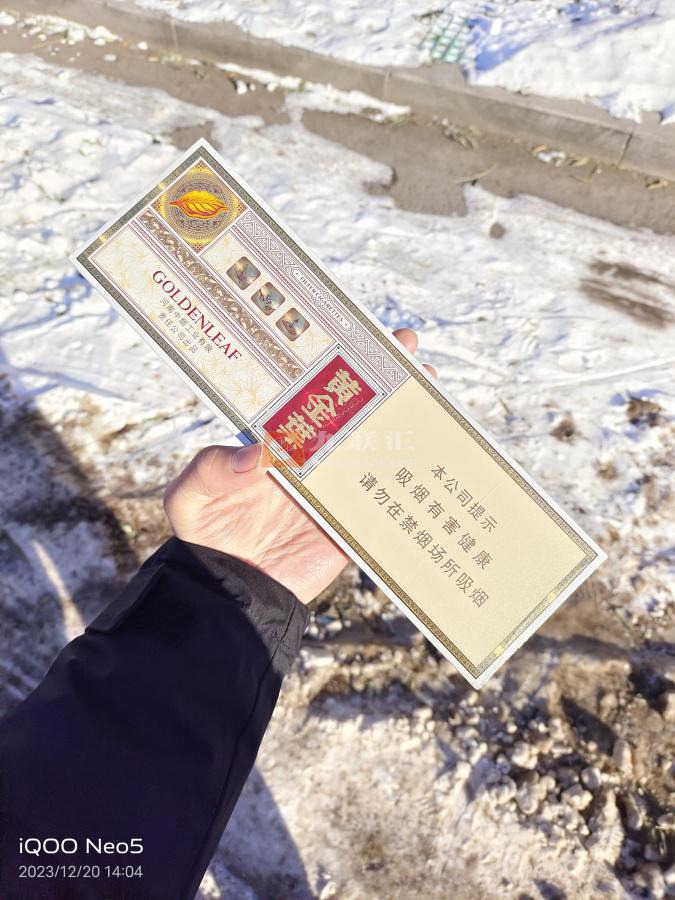 FILTER CIGARETTES
GOLDENLEAF
河南中烟工业有限
责任公司出品
黄金葉
本公司提示
吸烟有害健康
请勿在禁烟场所吸烟
iQOO Neo5
2023/12/20 14:04